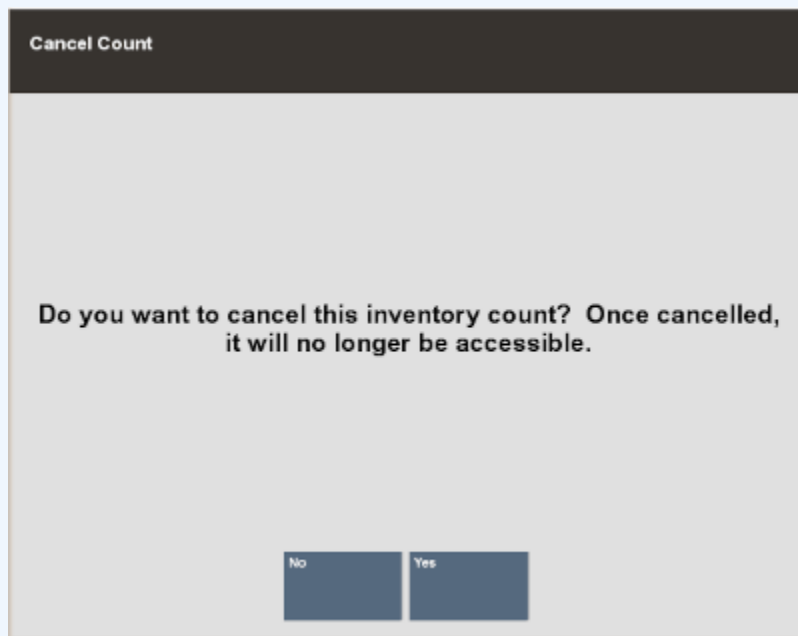 Cancel Count
Do you want to cancel this inventory count?  Once cancelled,
it will no longer be accessible.
No
Yes